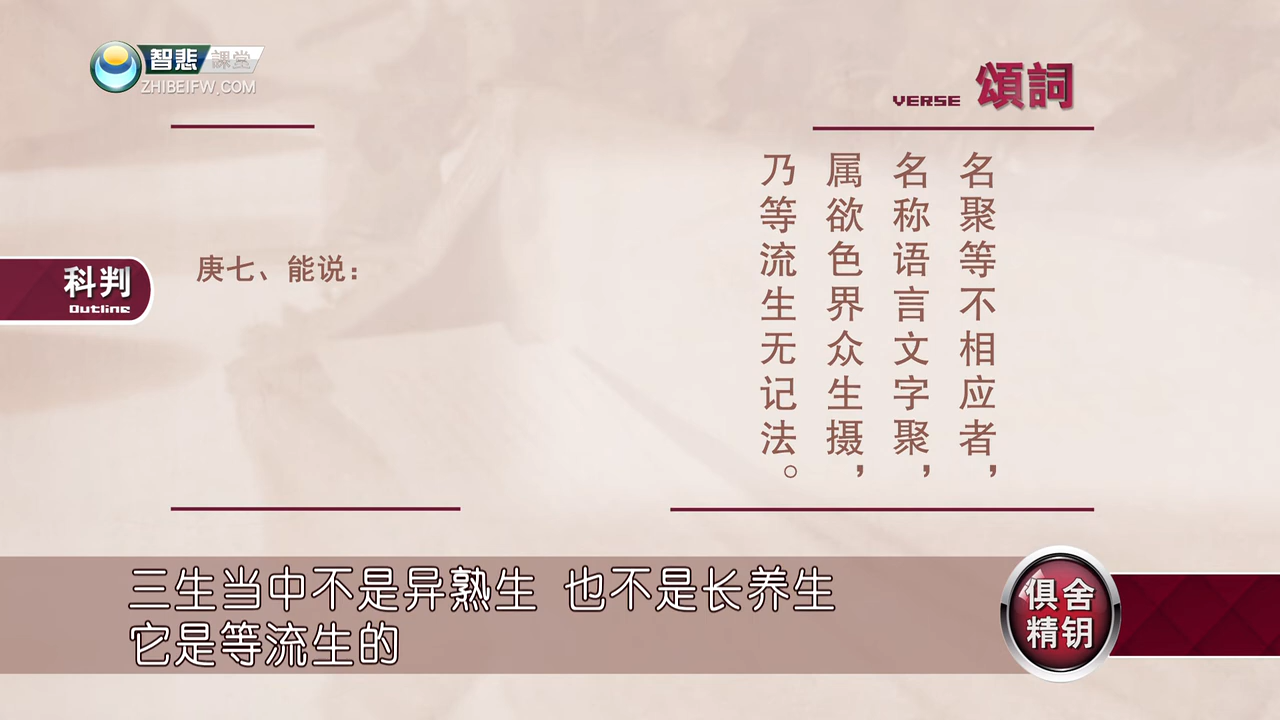 智悲課堂
ZHIBEIFW.COM
VERSE 頌詞
名聚等不相应者，
名称语言文字聚，
属欲色界众生摄，
乃等流生无记法。
科判
Outline
庚七、能说：
三生当中不是异熟生 也不是长养生
它是等流生的
俱舍
精钥